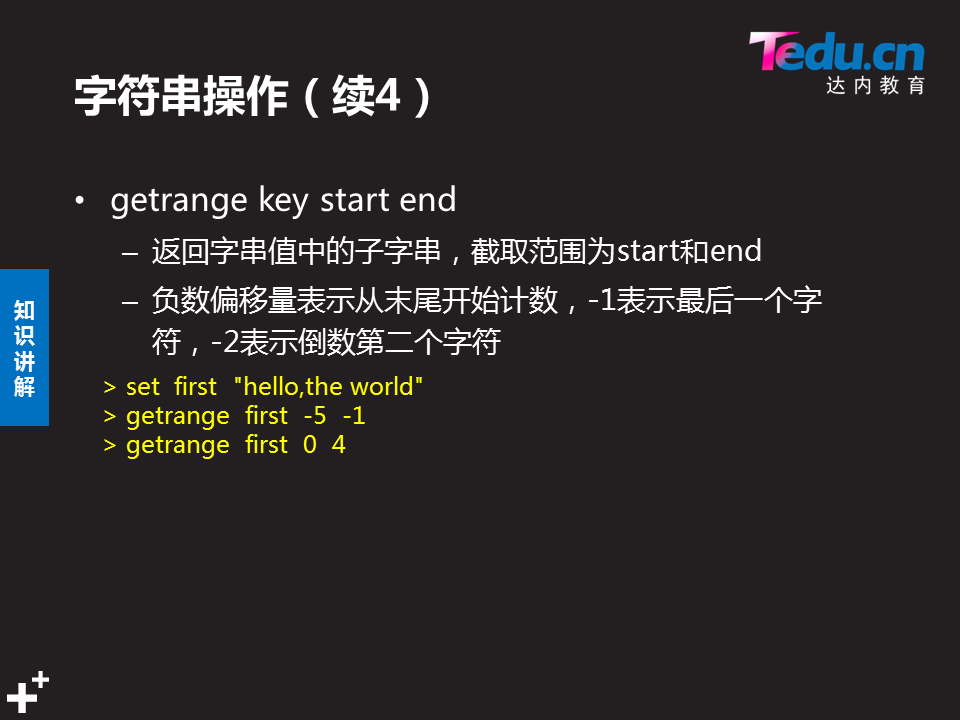 Tedu.cn
达内教育
字符串操作（续4）
• getrange key start end
– 返回字串值中的子字串，截取范围为start和end
– 负数偏移量表示从末尾开始计数，-1表示最后一个字
符，-2表示倒数第二个字符
> set first "hello,the world"
> getrange first -5 -1
> getrange first 0 4
知
识
讲
解